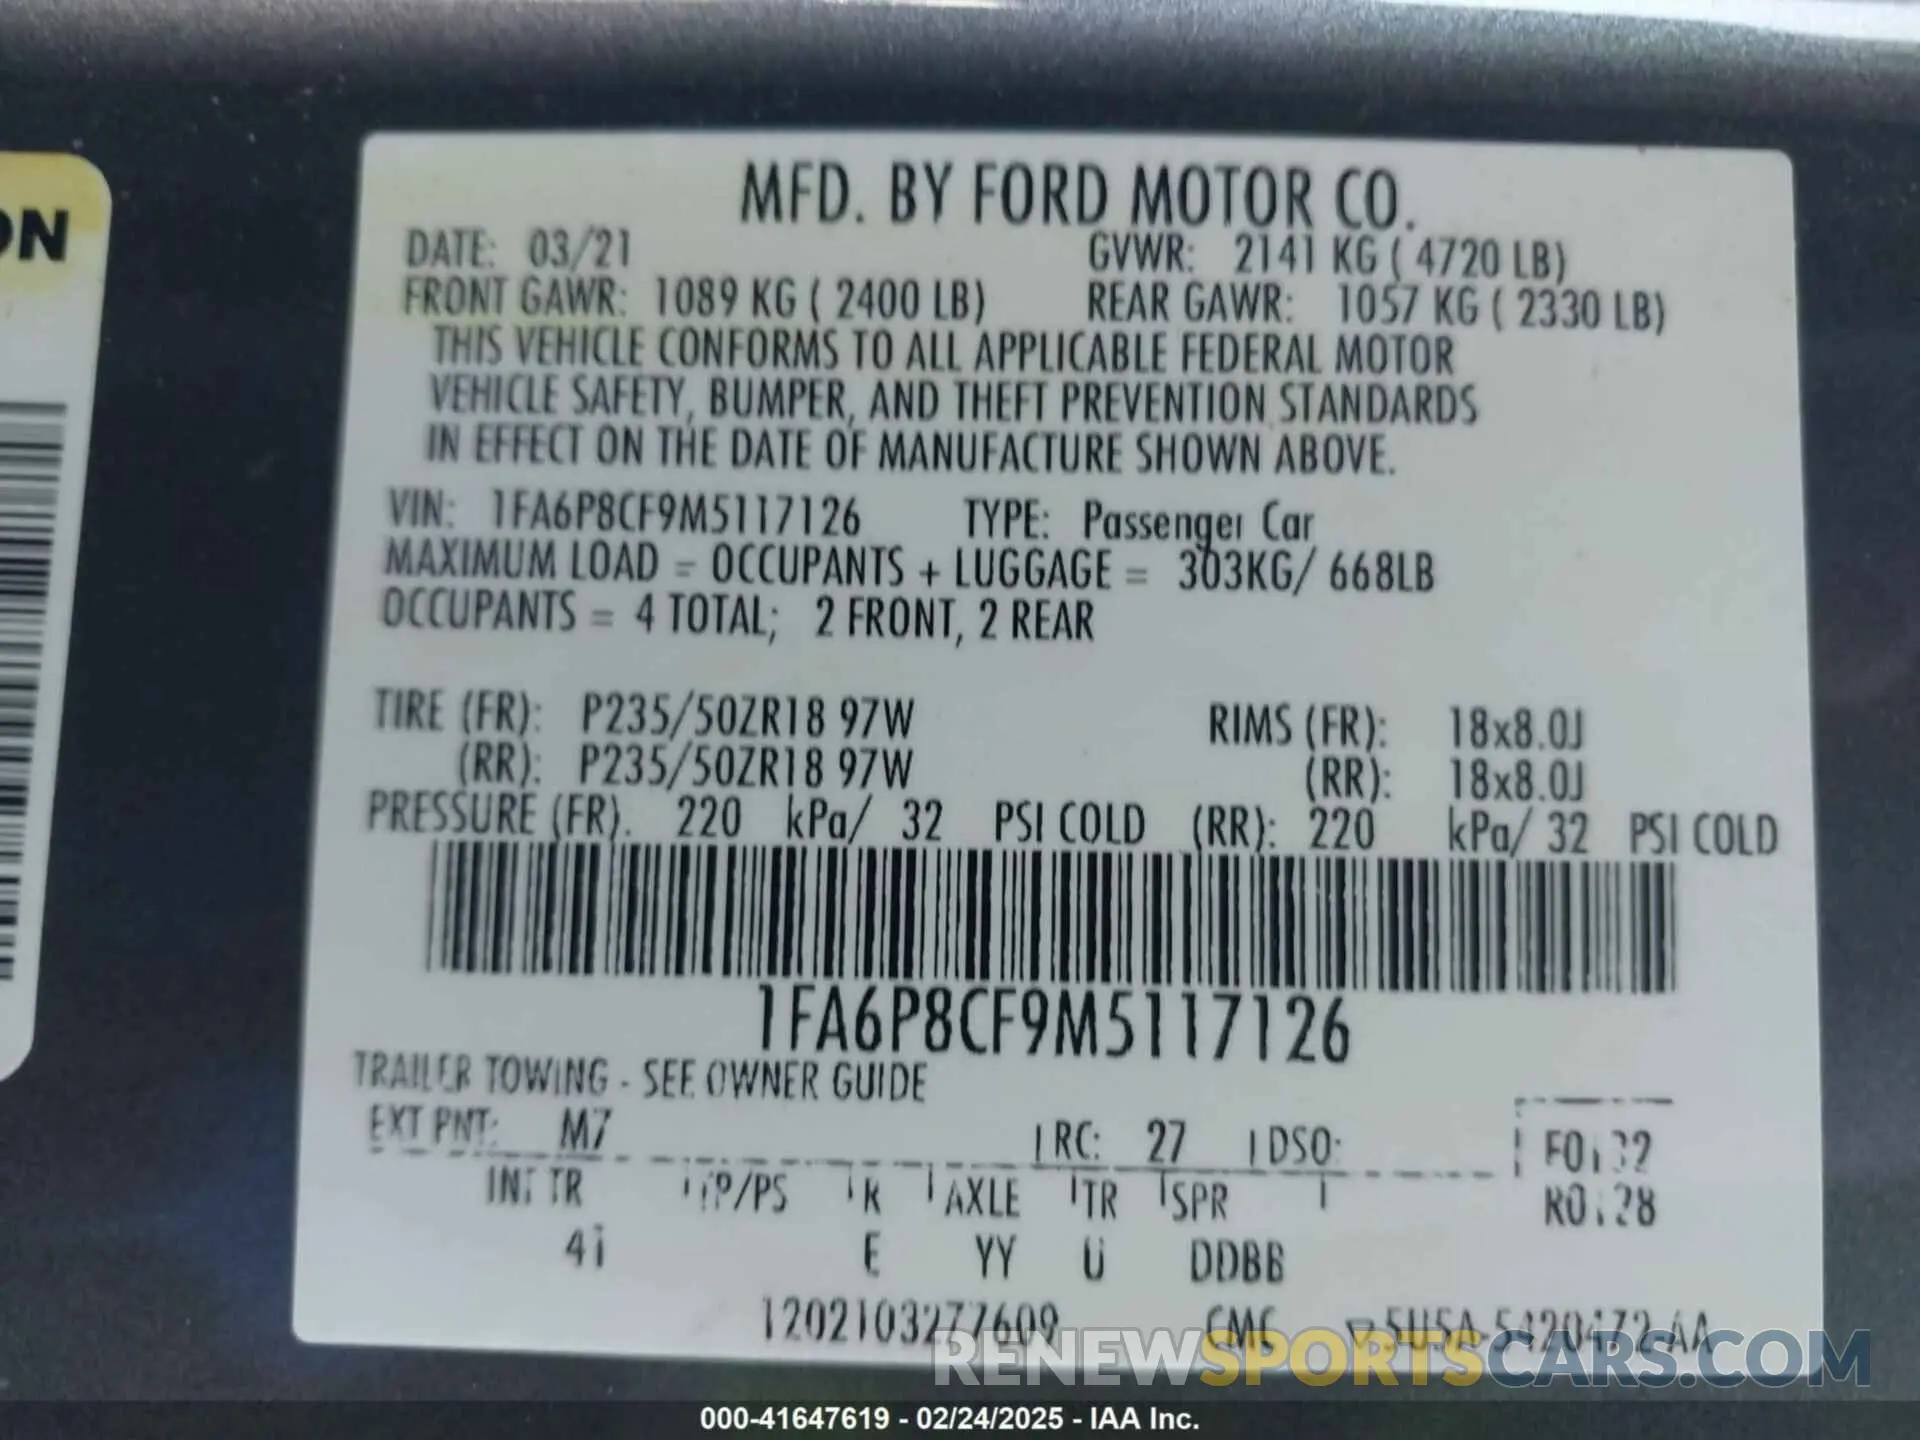 ON
MFD. BY FORD MOTOR CO.
DATE: 03/21 GVWR: 2141 KG ( 4720 LB)
FRONT GAWR: 1089 KG ( 2400 LB) REAR GAWR: 1057 KG ( 2330 LB)
THIS VEHICLE CONFORMS TO ALL APPLICABLE FEDERAL MOTOR
VEHICLE SAFETY, BUMPER, AND THEFT PREVENTION STANDARDS
IN EFFECT ON THE DATE OF MANUFACTURE SHOWN ABOVE.
VIN: 1FA6P8CF9M5117126 TYPE: Passenger Car
MAXIMUM LOAD = OCCUPANTS + LUGGAGE = 303KG/ 668LB
OCCUPANTS = 4 TOTAL; 2 FRONT, 2 REAR
TIRE (FR): P235/50ZR18 97W RIMS (FR): 18x8.0J
(RR): P235/50ZR18 97W (RR): 18x8.0J
PRESSURE (FR): 220 kPa/ 32 PSI COLD (RR): 220 kPa/ 32 PSI COLD
1FA6P8CF9M5117126
TRAILER TOWING - SEE OWNER GUIDE
EXT PNT: M7 RC: 27 DSO:
INT TR TP/PS R AXLE TR SPR
E YY U DDBB
1202103277609
RENEWSPORTSCARS.COM
000-41647619 - 02/24/2025 - IAA Inc.